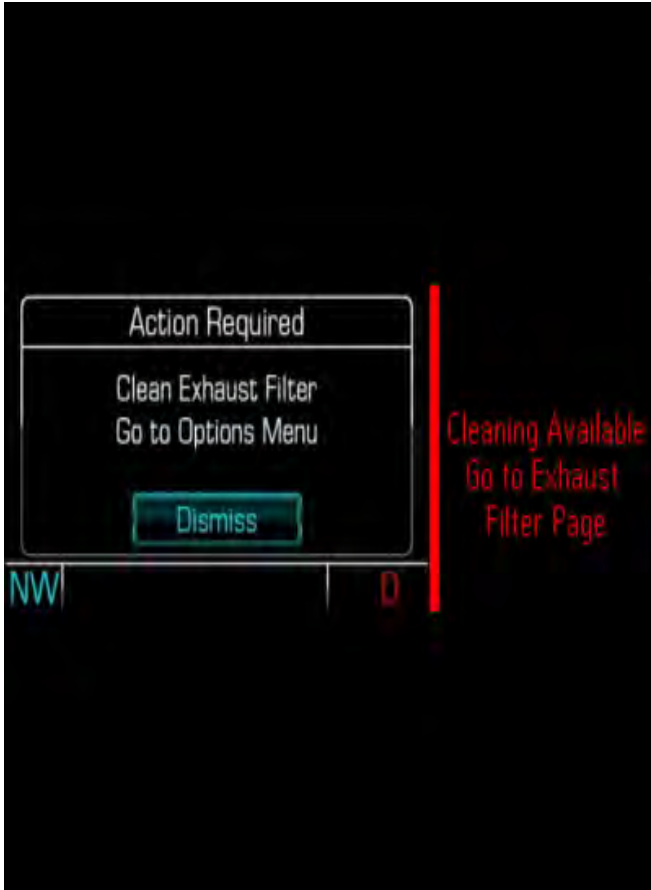 Action Required
Clean Exhaust Filter
Go to Options Menu
Dismiss
NW
D
Cleaning Available
Go to Exhaust
Filter Page